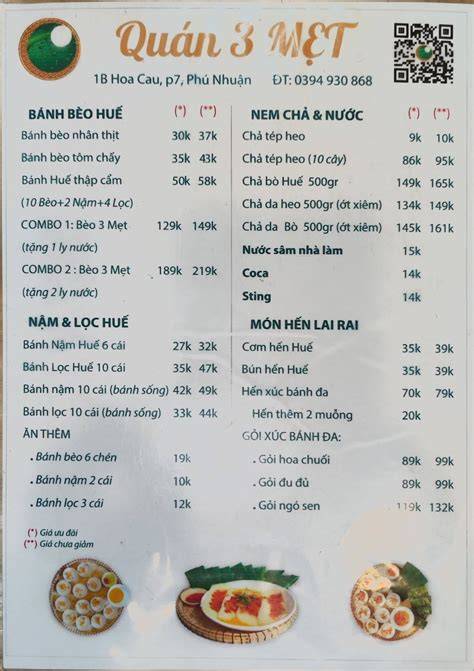 Quán 3 MẸT
1B Hoa Cau, p7, Phú Nhuận ĐT: 0394 930 868
BÁNH BÈO HUẾ (*) (**)
Bánh bèo nhân thịt 30k 37k
Bánh bèo tôm chấy 35k 43k
Bánh Huế thập cẩm 50k 58k
(10 Bèo+2 Nậm+4 Lọc)
COMBO 1: Bèo 3 Mẹt 129k 149k
(tặng 1 ly nước)
COMBO 2 : Bèo 3 Mẹt 189k 219k
(tặng 2 ly nước)
NẬM & LỌC HUẾ
Bánh Nậm Huế 6 cái 27k 32k
Bánh Lọc Huế 10 cái 35k 47k
Bánh nậm 10 cái (bánh sống) 42k 49k
Bánh lọc 10 cái (bánh sống) 33k 44k
ĂN THÊM
. Bánh bèo 6 chén 19k
. Bánh nậm 2 cái 10k
. Bánh lọc 3 cái 12k
(*) Giá ưu đãi
(**) Giá chưa giảm
NEM CHẢ & NƯỚC (*) (**)
Chả tép heo 9k 10k
Chả tép heo (10 cây) 86k 95k
Chả bò Huế 500gr 149k 165k
Chả da heo 500gr (ớt xiêm) 134k 149k
Chả da Bò 500gr (ớt xiêm) 145k 161k
Nước sâm nhà làm 15k
Coca 14k
Sting 14k
MÓN HẾN LAI RAI
Cơm hến Huế 35k 39k
Bún hến Huế 35k 39k
Hến xúc bánh đa 70k 79k
Hến thêm 2 muỗng 20k
GỎI XÚC BÁNH ĐA:
. Gỏi hoa chuối 89k 99k
. Gỏi đu đủ 89k 99k
. Gỏi ngó sen 119k 132k